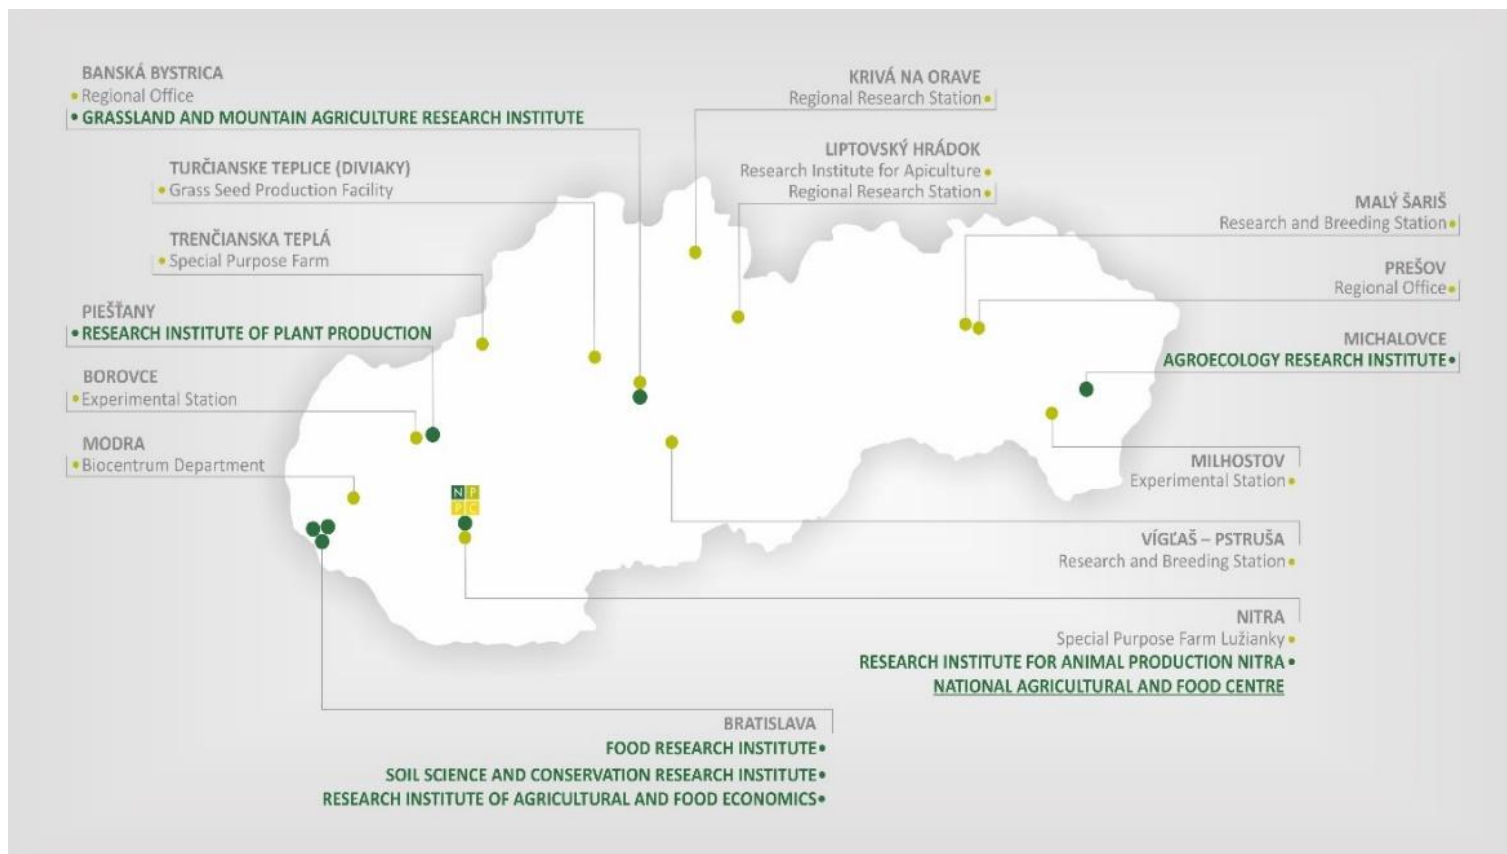 BANSKÁ BYSTRICA
• Regional Office
• GRASSLAND AND MOUNTAIN AGRICULTURE RESEARCH INSTITUTE
TURČIANSKE TEPLICE (DIVIAKY)
• Grass Seed Production Facility
TRENČIANSKA TEPLÁ
• Special Purpose Farm
PIEŠŤANY
• RESEARCH INSTITUTE OF PLANT PRODUCTION
BOROVCE
• Experimental Station
MODRA
• Biocentrum Department
KRIVÁ NA ORAVE
Regional Research Station •
LIPTOVSKÝ HRÁDOK
Research Institute for Apiculture •
Regional Research Station •
MALÝ ŠARIŠ
Research and Breeding Station •
PREŠOV
Regional Office •
MICHALOVCE
AGROECOLOGY RESEARCH INSTITUTE •
MILHOSTOV
Experimental Station •
VÍGĽAŠ – PSTRUŠA
Research and Breeding Station •
N P
P C
NITRA
Special Purpose Farm Lužianky •
RESEARCH INSTITUTE FOR ANIMAL PRODUCTION NITRA •
NATIONAL AGRICULTURAL AND FOOD CENTRE
BRATISLAVA
FOOD RESEARCH INSTITUTE •
SOIL SCIENCE AND CONSERVATION RESEARCH INSTITUTE •
RESEARCH INSTITUTE OF AGRICULTURAL AND FOOD ECONOMICS •